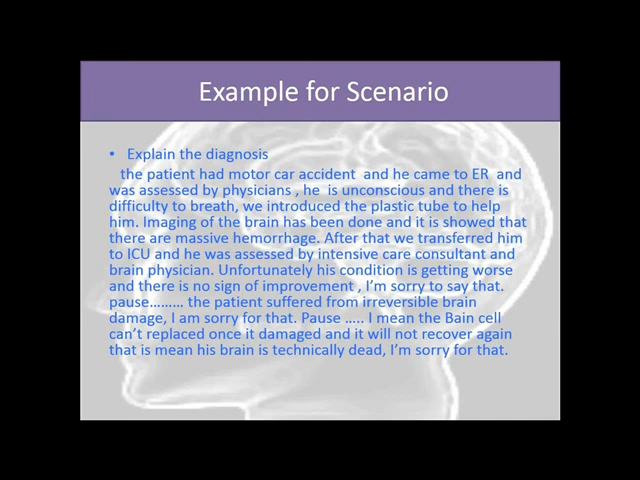 Example for Scenario
• Explain the diagnosis
the patient had motor car accident and he came to ER and
was assessed by physicians , he is unconscious and there is
difficulty to breath, we introduced the plastic tube to help
him. Imaging of the brain has been done and it is showed that
there are massive hemorrhage. After that we transferred him
to ICU and he was assessed by intensive care consultant and
brain physician. Unfortunately his condition is getting worse
and there is no sign of improvement , I’m sorry to say that.
pause……… the patient suffered from irreversible brain
damage, I am sorry for that. Pause ….. I mean the Bain cell
can’t replaced once it damaged and it will not recover again
that is mean his brain is technically dead, I’m sorry for that.